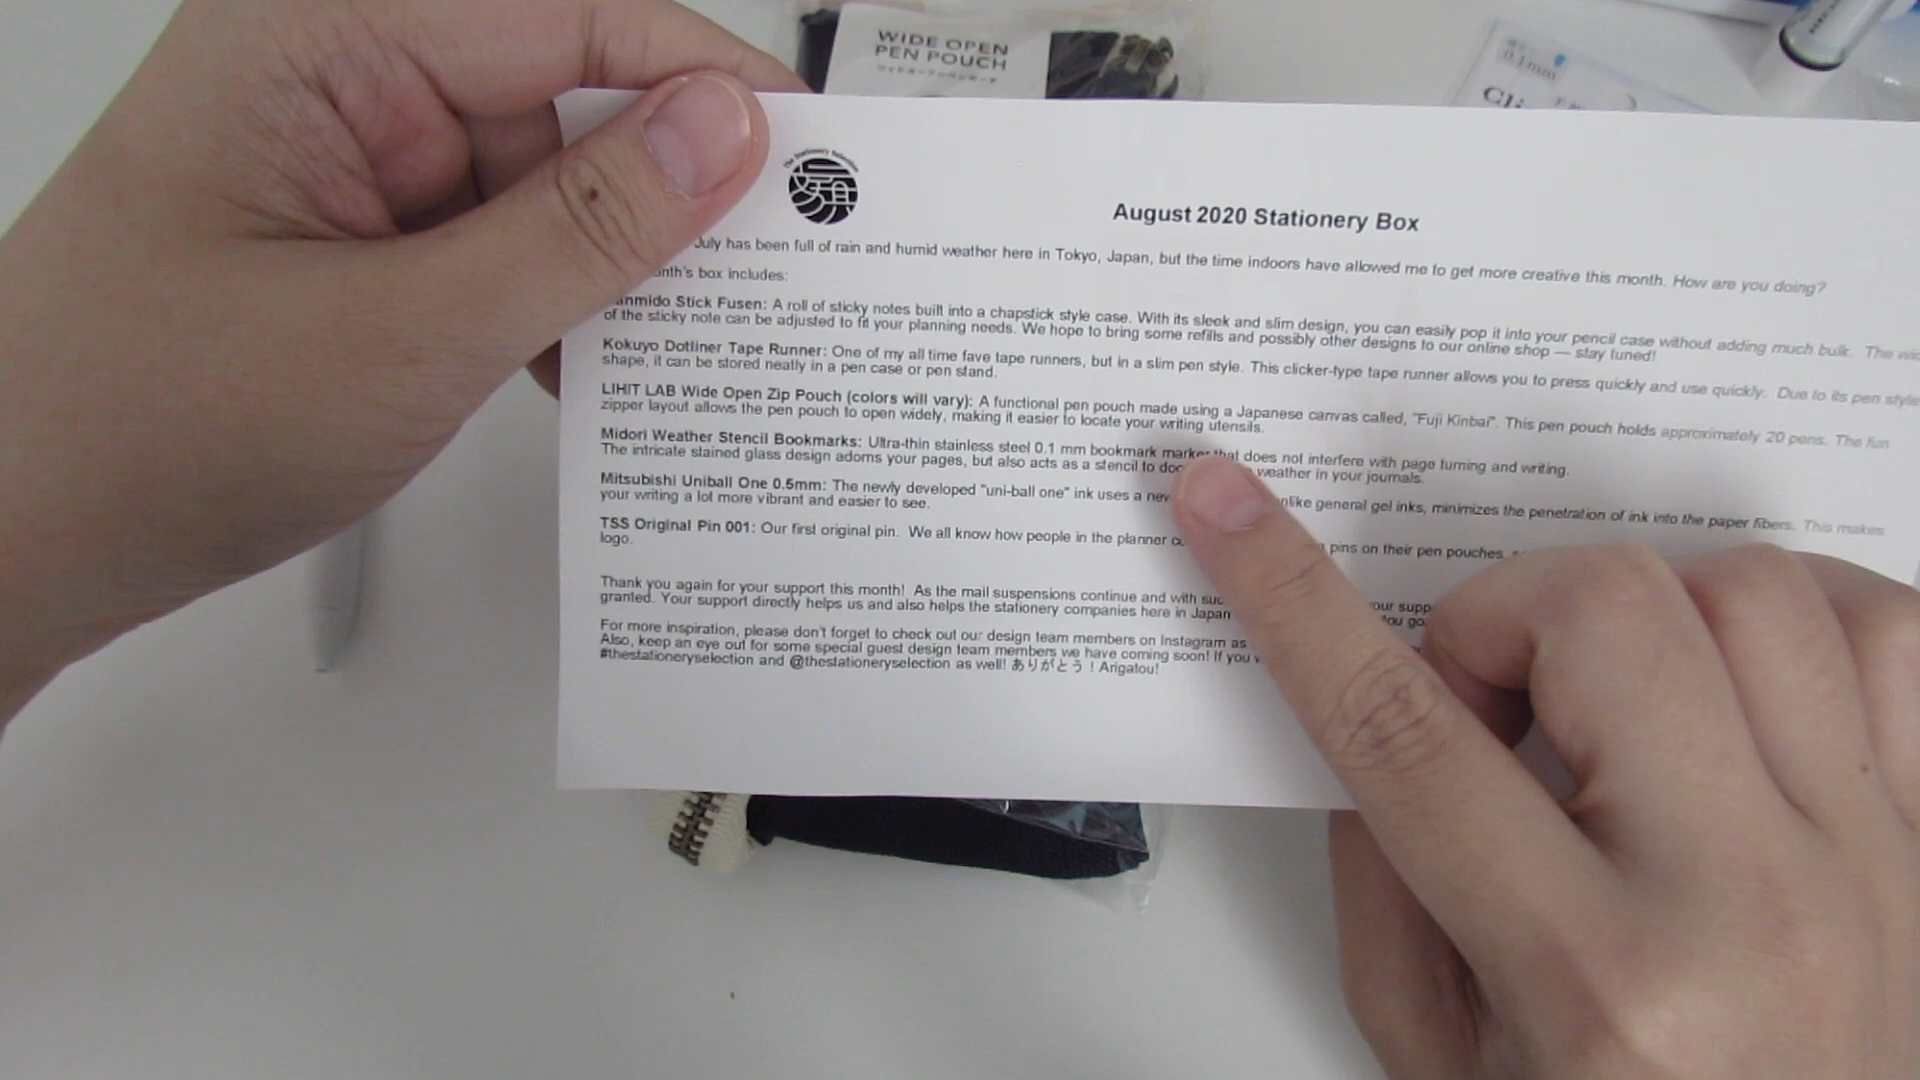 WIDE OPEN
PEN POUCH
ワイドオープンペンポーチ
0.1mm
The Stationery Selection
August 2020 Stationery Box
July has been full of rain and humid weather here in Tokyo, Japan, but the time indoors have allowed me to get more creative this month. How are you doing?
box includes:
Stick Fusen: A roll of sticky notes built into a chapstick style case. With its sleek and slim design, you can easily pop it into your pencil case without adding much bulk. The
of the sticky note can be adjusted to fit your planning needs. We hope to bring some refills and possibly other designs to our online shop — stay tuned!
Kokuyo Dotliner Tape Runner: One of my all time fave tape runners, but in a slim pen style. This clicker-type tape runner allows you to press quickly and use quickly. Due to its pen style
shape, it can be stored neatly in a pen case or pen stand.
LIHIT LAB Wide Open Zip Pouch (colors will vary): A functional pen pouch made using a Japanese canvas called, "Fuji Kinbai". This pen pouch holds approximately 20 pens. The fun
zipper layout allows the pen pouch to open widely, making it easier to locate your writing utensils.
Midori Weather Stencil Bookmarks: Ultra-thin stainless steel 0.1 mm bookmark marker that does not interfere with page turning and writing.
The intricate stained glass design adorns your pages, but also acts as a stencil to weather in your journals.
Mitsubishi Uniball One 0.5mm: The newly developed "uni-ball one" ink uses a general gel inks, minimizes the penetration of ink into the paper fibers. This makes
your writing a lot more vibrant and easier to see.
TSS Original Pin 001: Our first original pin. We all know how people in the planner pins on their pen pouches
logo.
Thank you again for your support this month! As the mail suspensions continue and with
granted. Your support directly helps us and also helps the stationery companies here in Japan
For more inspiration, please don't forget to check out our design team members on Instagram as
Also, keep an eye out for some special guest design team members we have coming soon! If you
#thestationeryselection and @thestationeryselection as well! ありがとう！Arigatou!